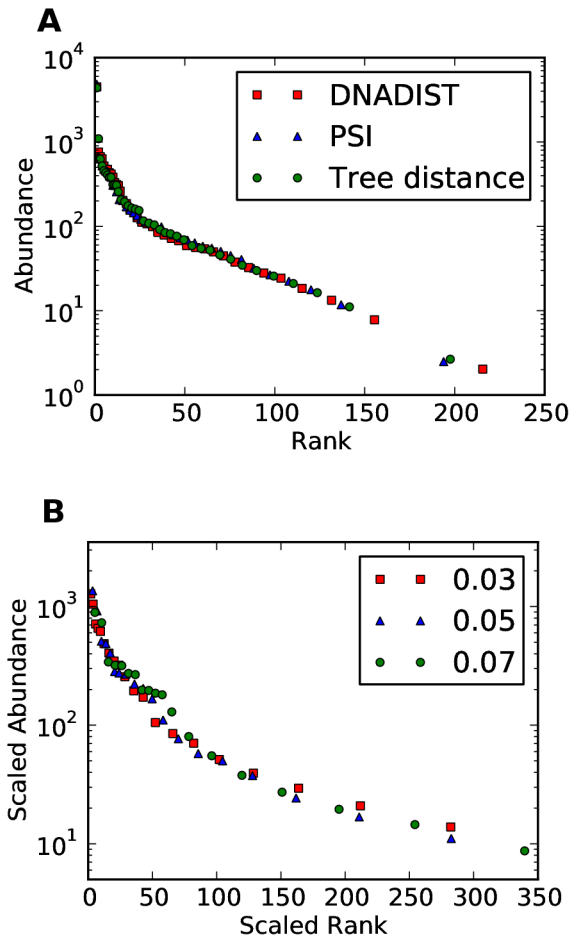 A
10^4
10^3
10^2
10^1
10^0
Abundance
DNADIST
PSI
Tree distance
0 50 100 150 200 250
Rank
B
10^3
10^2
10^1
Scaled Abundance
0.03
0.05
0.07
0 50 100 150 200 250 300 350
Scaled Rank